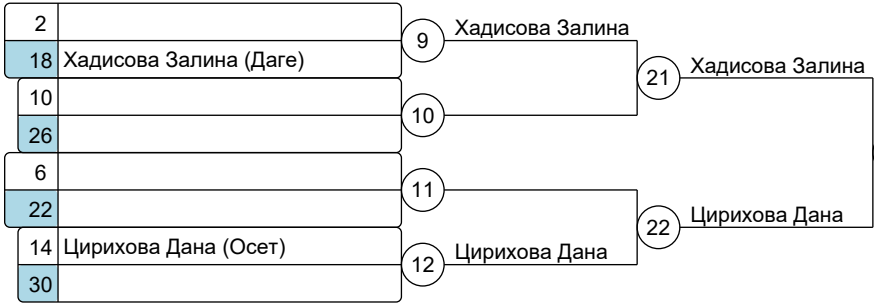 2
18 Хадисова Залина (Даге)
10
26
6
22
14 Цирихова Дана (Осет)
30
9 Хадисова Залина
10
11
12 Цирихова Дана
21 Хадисова Залина
22 Цирихова Дана